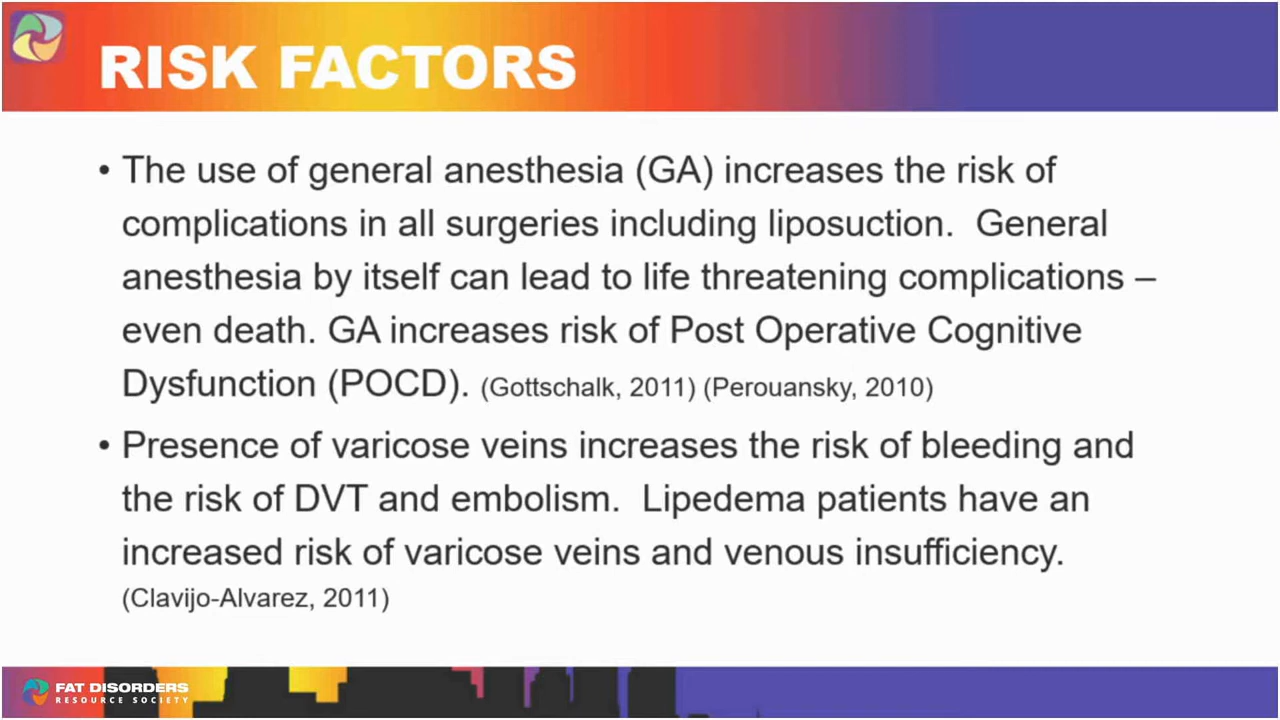 RISK FACTORS
• The use of general anesthesia (GA) increases the risk of
complications in all surgeries including liposuction.  General
anesthesia by itself can lead to life threatening complications –
even death. GA increases risk of Post Operative Cognitive
Dysfunction (POCD). (Gottschalk, 2011) (Perouansky, 2010)
• Presence of varicose veins increases the risk of bleeding and
the risk of DVT and embolism.  Lipedema patients have an
increased risk of varicose veins and venous insufficiency.
(Clavijo-Alvarez, 2011)
FAT DISORDERS
RESOURCE SOCIETY